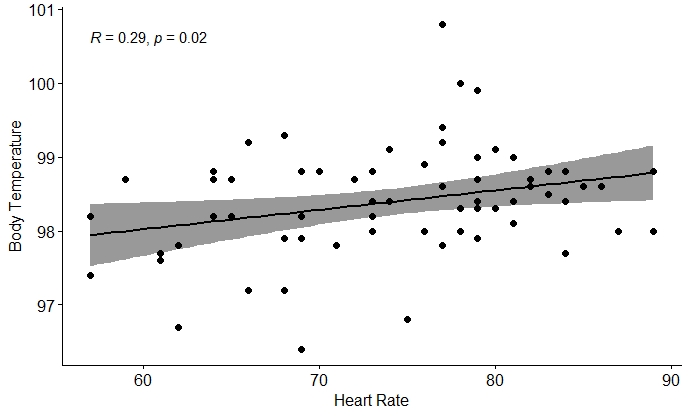 101
R = 0.29, p = 0.02
100
99
98
97
Body Temperature
60 70 80 90
Heart Rate